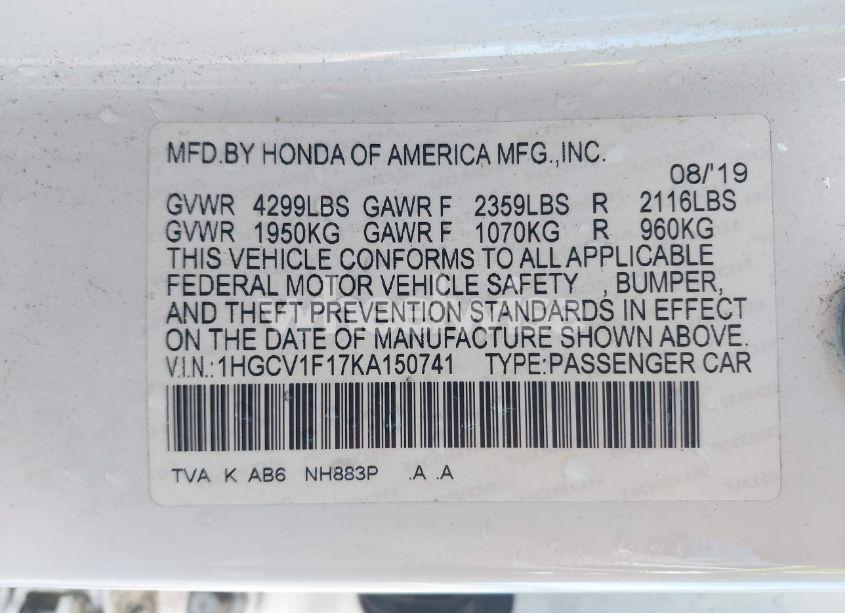 MFD.BY HONDA OF AMERICA MFG.,INC.
08/'19
GVWR 4299LBS GAWR F 2359LBS R 2116LBS
GVWR 1950KG GAWR F 1070KG R 960KG
THIS VEHICLE CONFORMS TO ALL APPLICABLE
FEDERAL MOTOR VEHICLE SAFETY , BUMPER,
AND THEFT PREVENTION STANDARDS IN EFFECT
ON THE DATE OF MANUFACTURE SHOWN ABOVE.
V.I.N.:1HGCV1F17KA150741 TYPE:PASSENGER CAR
TVA K AB6 NH883P .A .A